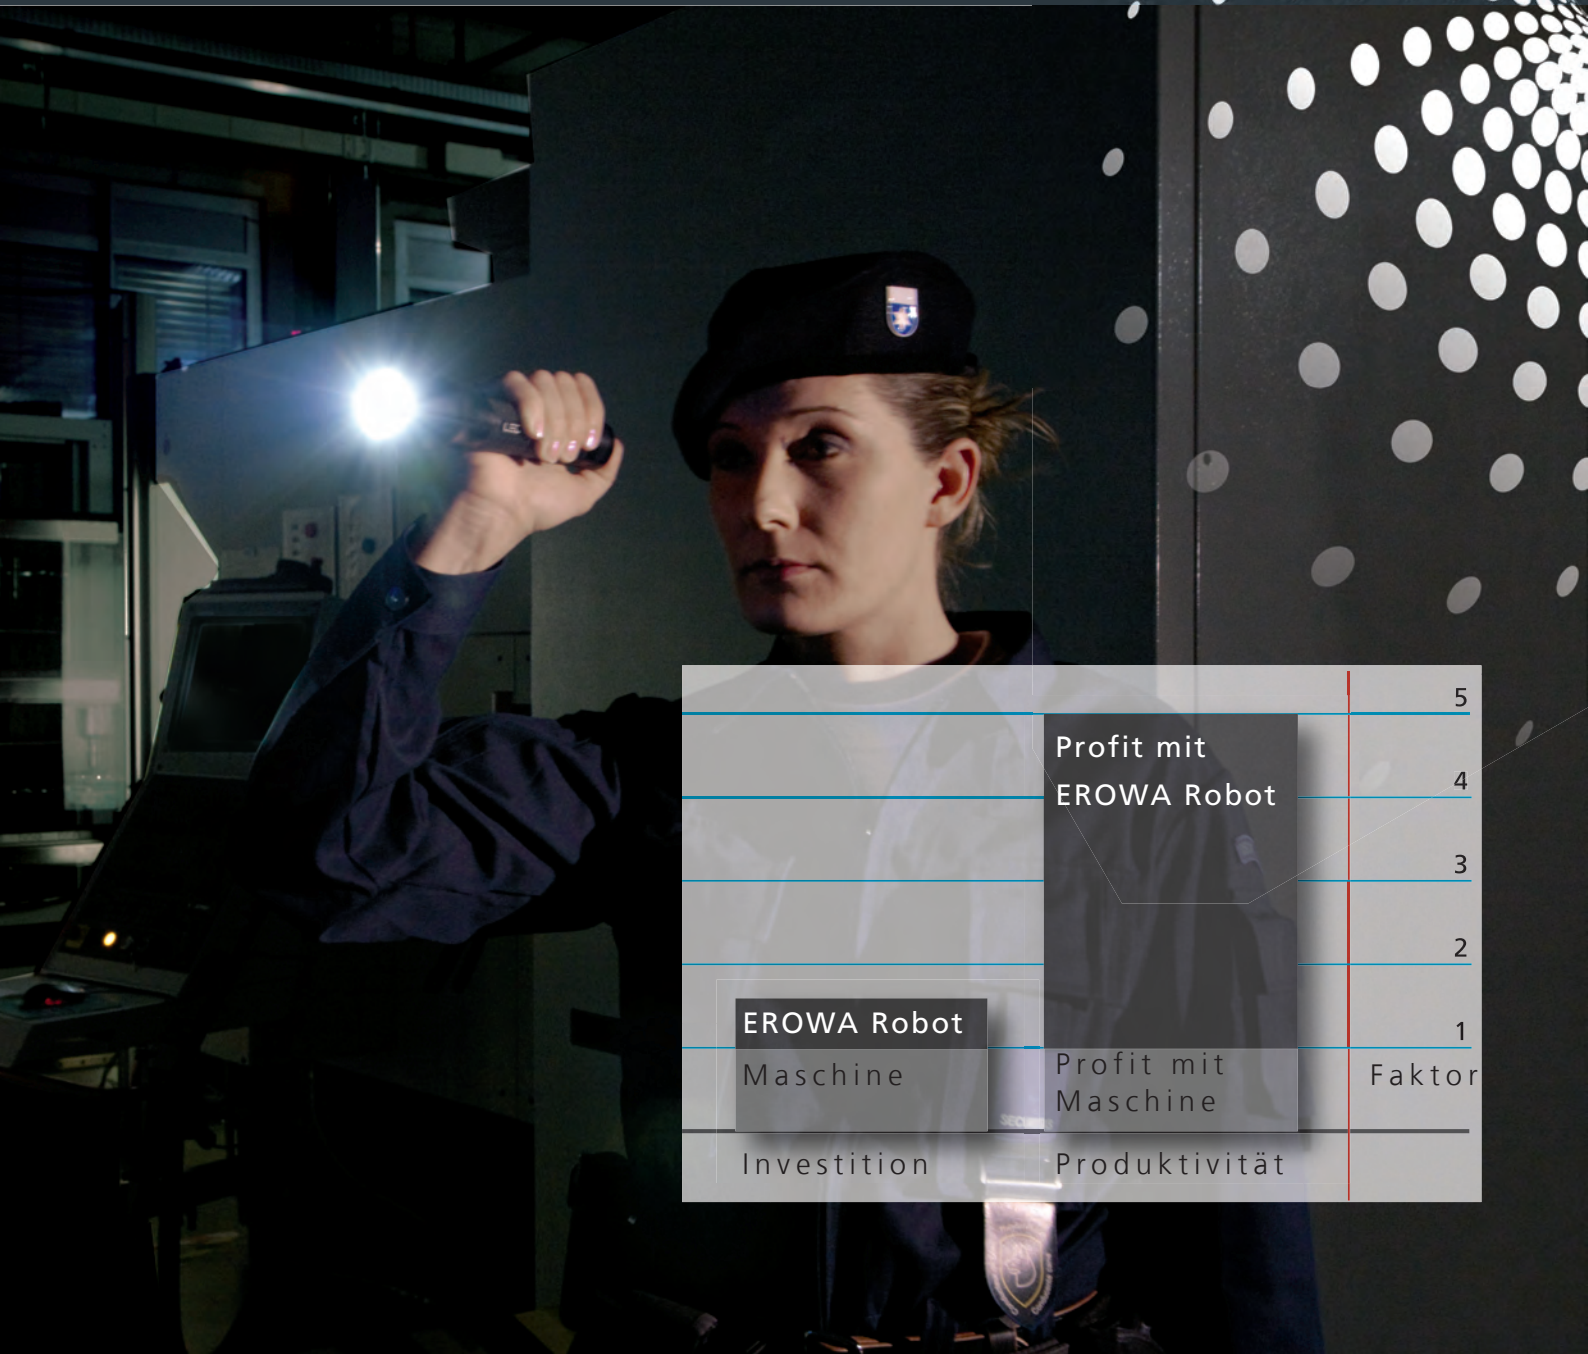 5
Profit mit
4
EROWA Robot
3
2
EROWA Robot
1
Maschine
Profit mit
Maschine
Faktor
Investition
Produktivität